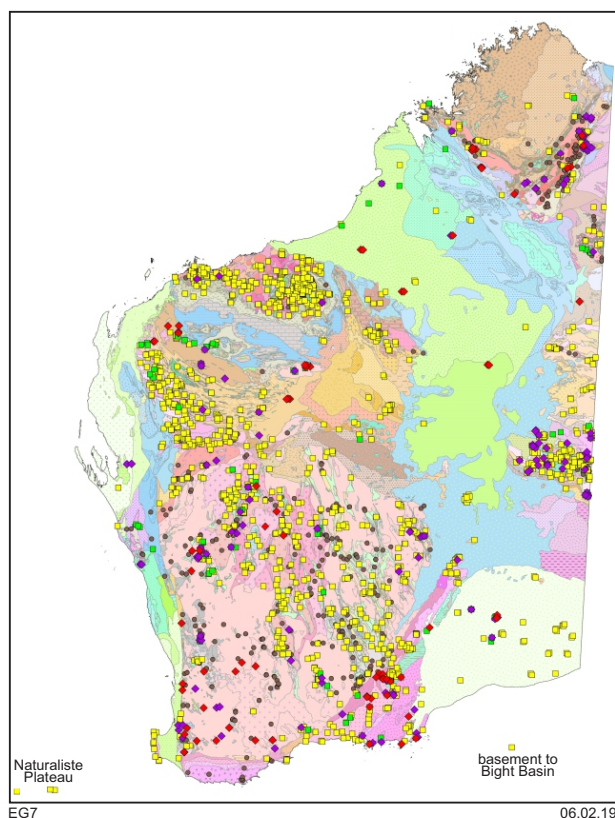 Naturaliste
Plateau
basement to
Bight Basin
EG7
06.02.19